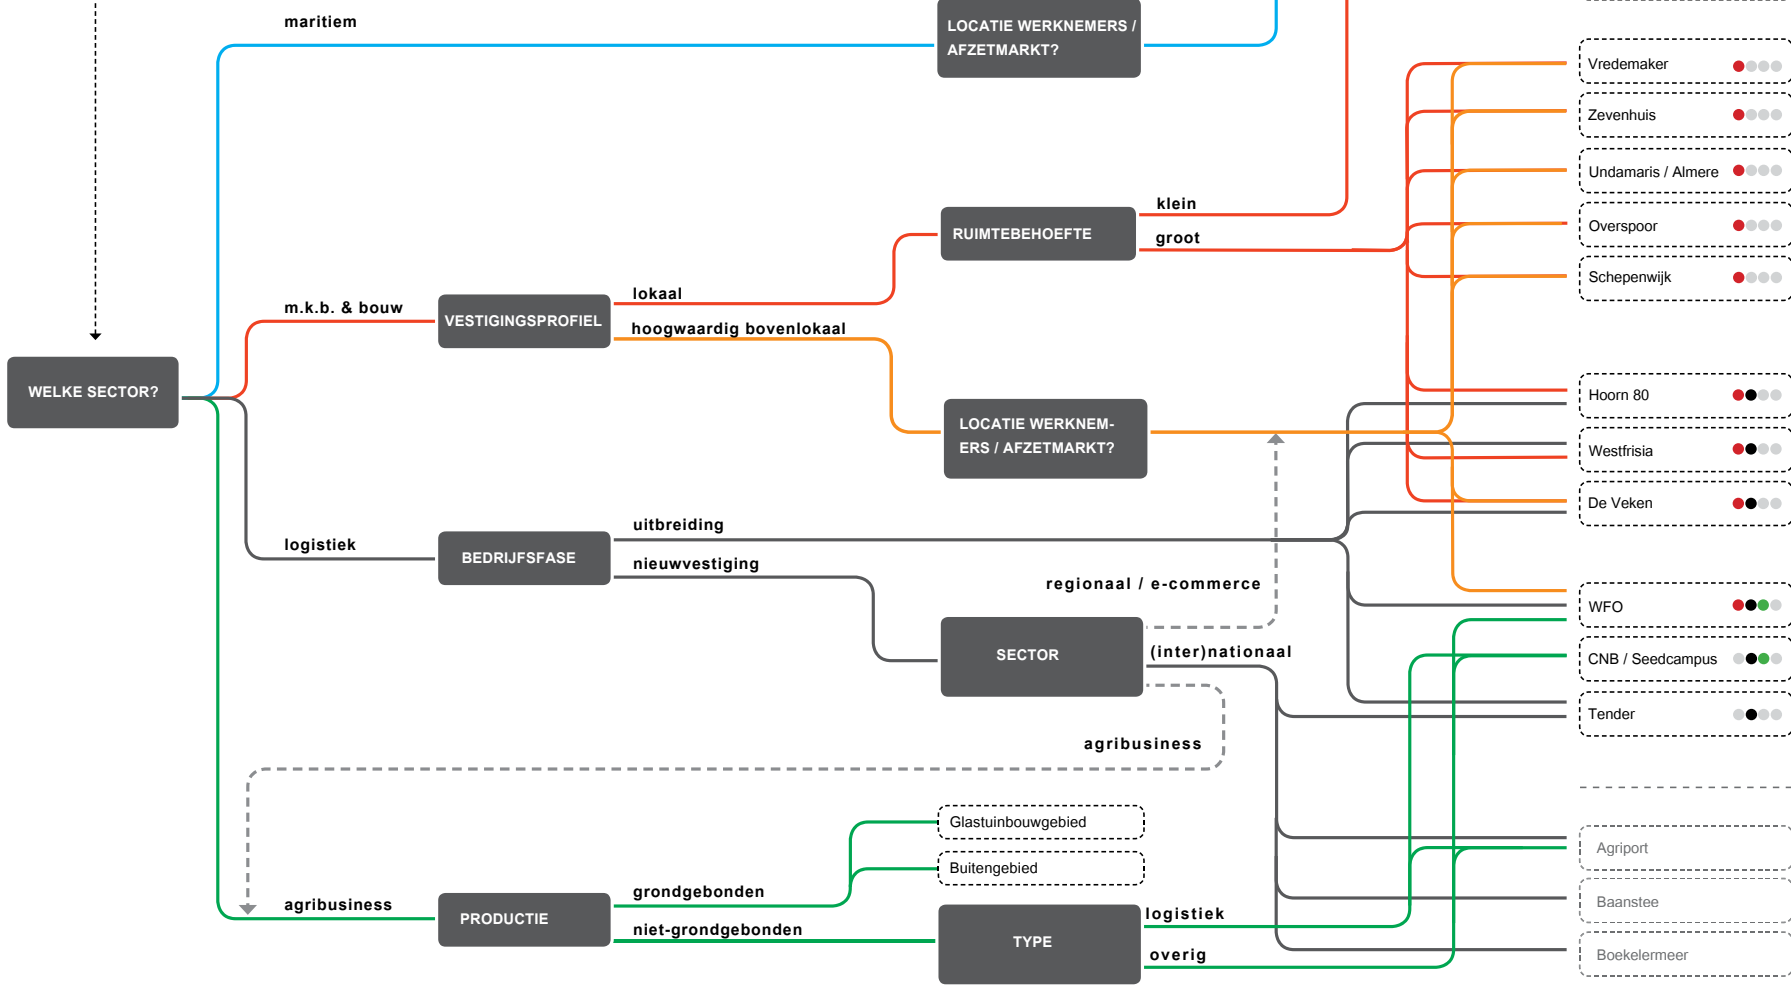 maritiem
LOCATIE WERKNEMERS /
AFZETMARKT?
Vredemaker
Zevenhuis
Undamaris / Almere
klein
RUIMTEBEHOEFTE
groot
Overspoor
Schepenwijk
lokaal
m.k.b. & bouw
VESTIGINGSPROFIEL
hoogwaardig bovenlokaal
WELKE SECTOR?
Hoorn 80
LOCATIE WERKNEM-
ERS / AFZETMARKT?
Westfrisia
De Veken
uitbreiding
logistiek
BEDRIJFSFASE
nieuwvestiging
regionaal / e-commerce
WFO
SECTOR
(inter)nationaal
CNB / Seedcampus
Tender
agribusiness
Glastuinbouwgebied
Agriport
Buitengebied
grondgebonden
agribusiness
PRODUCTIE
Baanstee
logistiek
niet-grondgebonden
TYPE
overig
Boekelermeer